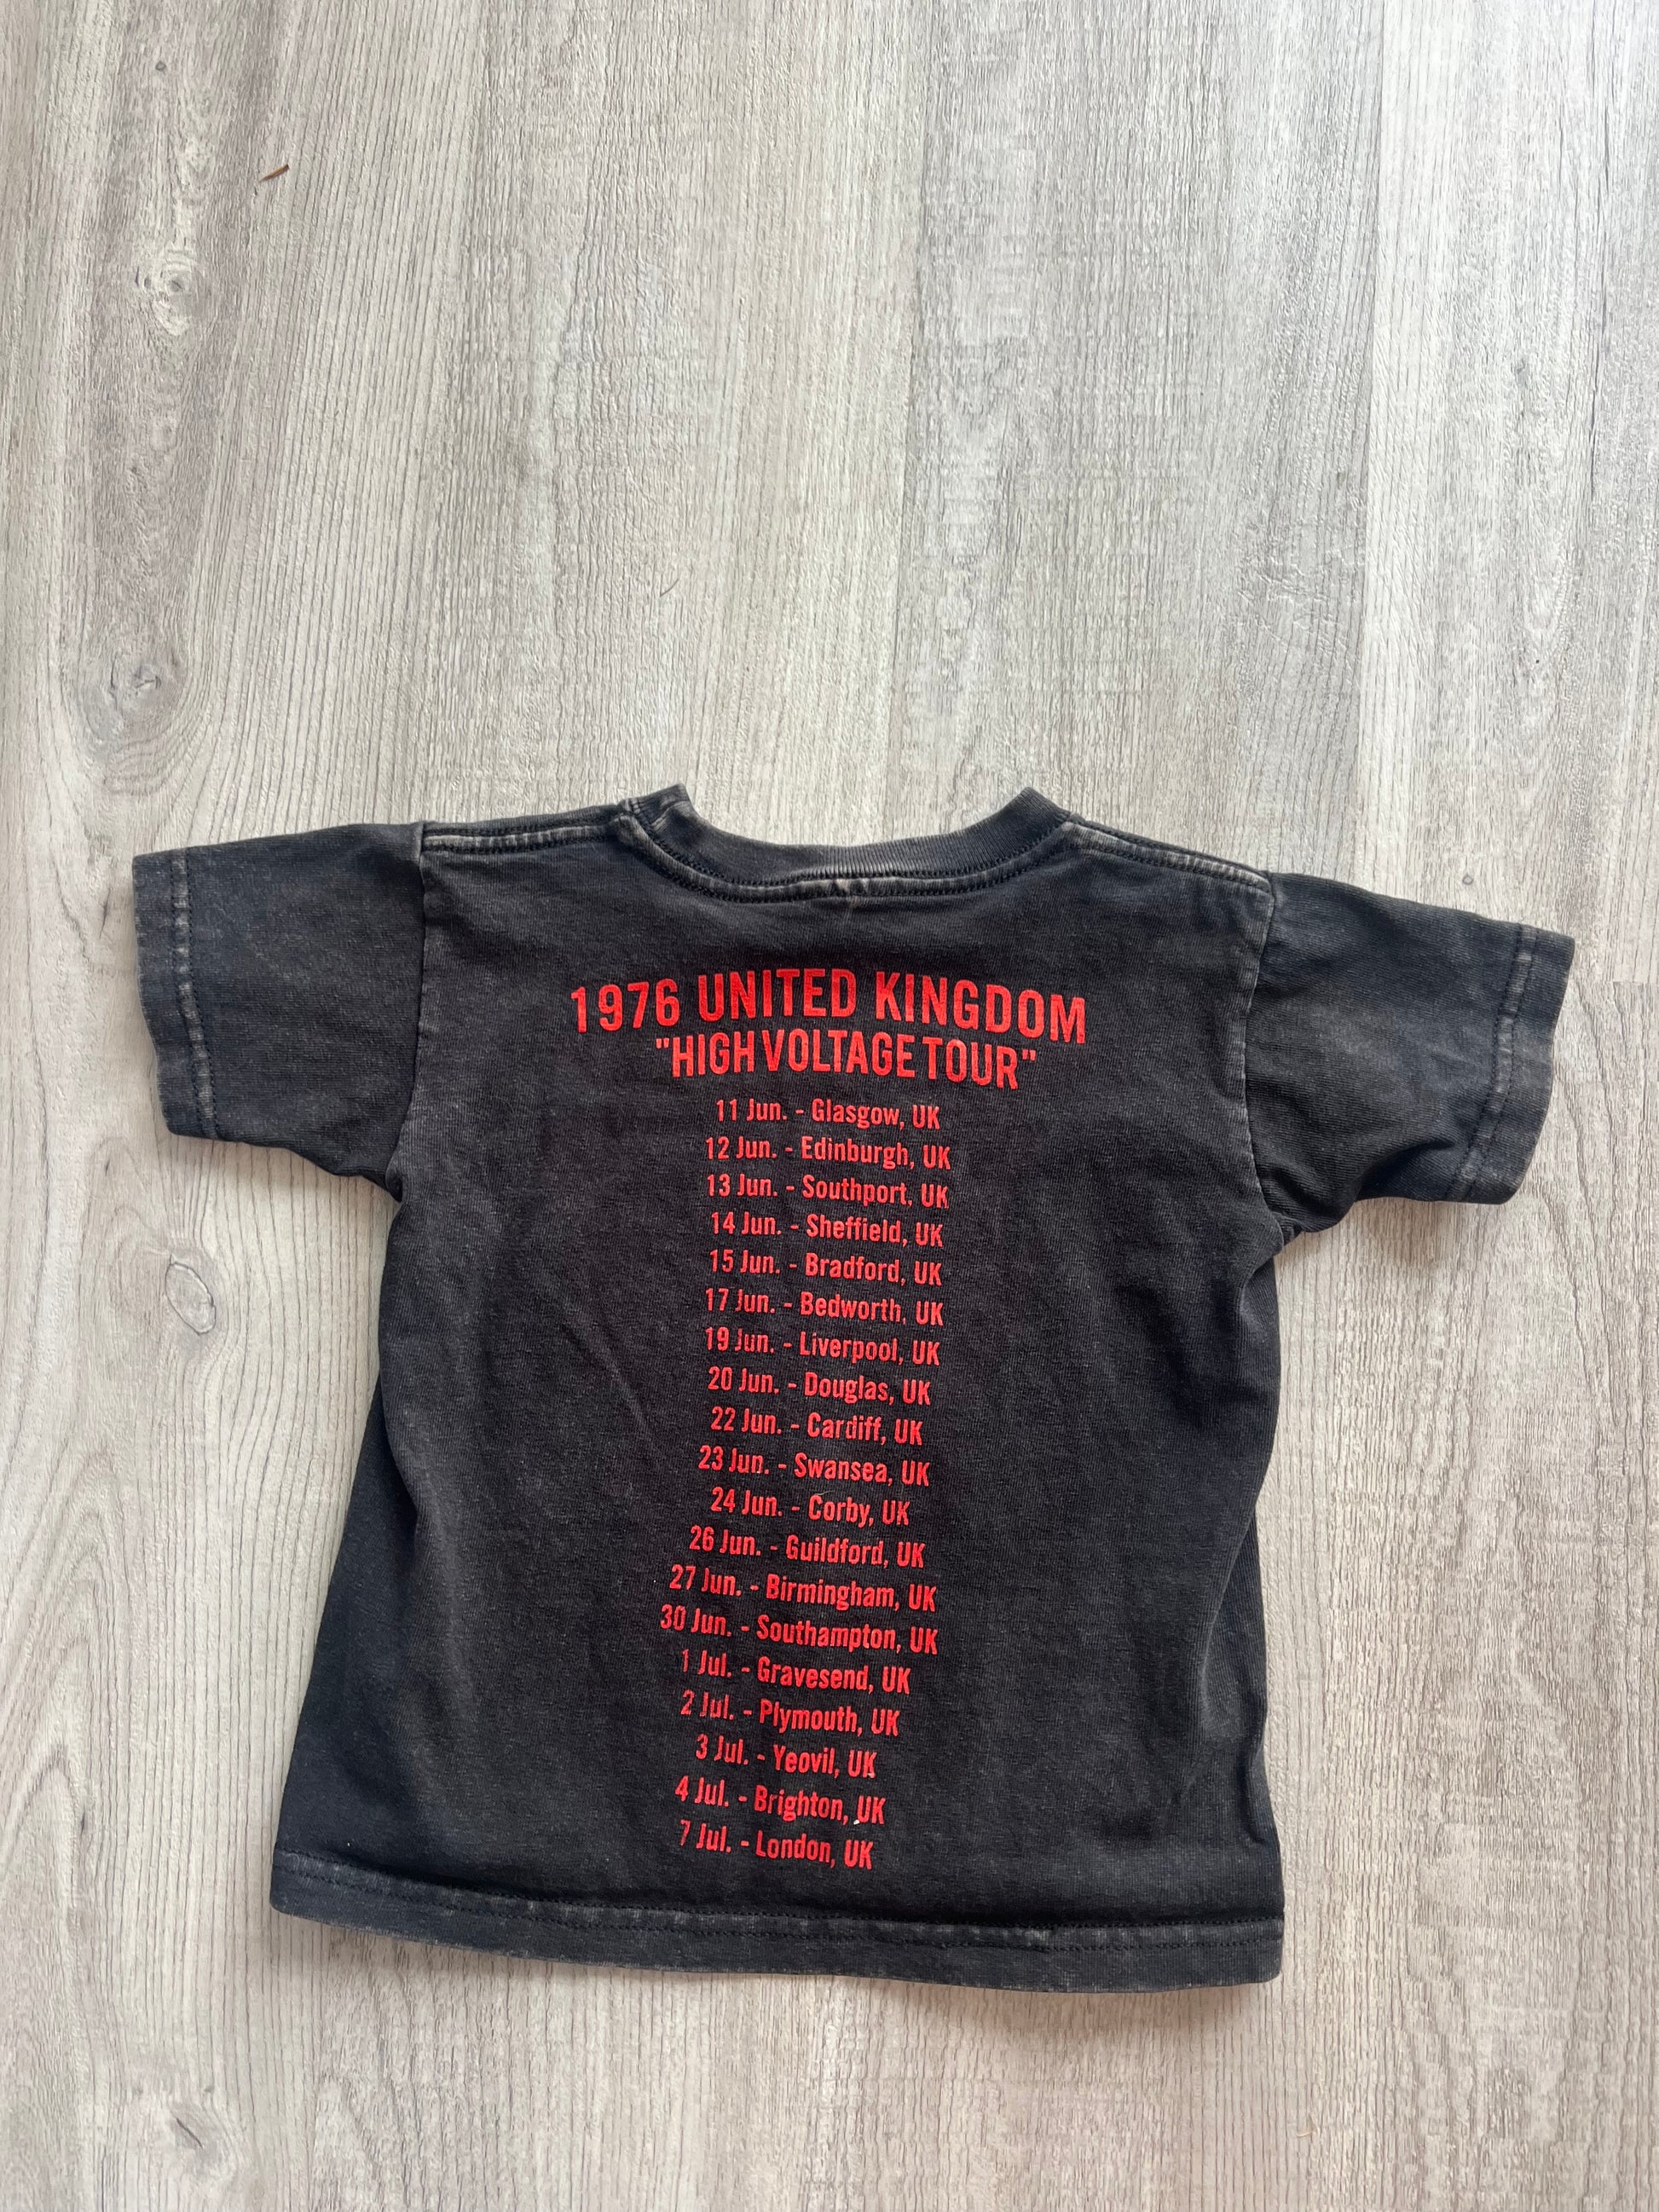 1976 UNITED KINGDOM
"HIGH VOLTAGE TOUR"
11 Jun. - Glasgow, UK
12 Jun. - Edinburgh, UK
13 Jun. - Southport, UK
14 Jun. - Sheffield, UK
15 Jun. - Bradford, UK
17 Jun. - Bedworth, UK
19 Jun. - Liverpool, UK
20 Jun. - Douglas, UK
22 Jun. - Cardiff, UK
23 Jun. - Swansea, UK
24 Jun. - Corby, UK
26 Jun. - Guildford, UK
27 Jun. - Birmingham, UK
30 Jun. - Southampton, UK
1 Jul. - Gravesend, UK
2 Jul. - Plymouth, UK
3 Jul. - Yeovil, UK
4 Jul. - Brighton, UK
7 Jul. - London, UK